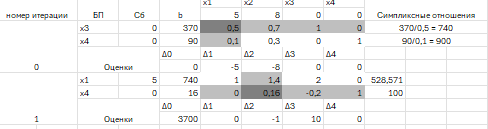 x1 x2 x3 x4
номер итерации БП Сб b 5 8 0 0 Симплексные отношения
x3 0 370 0,5 0,7 1 0 370/0,5 = 740
x4 0 90 0,1 0,3 0 1 90/0,1 = 900
Δ0 Δ1 Δ2 Δ3 Δ4
0 Оценки 0 -5 -8 0 0
x1 5 740 1 1,4 2 0 528,571
x4 0 16 0 0,16 -0,2 1 100
Δ0 Δ1 Δ2 Δ3 Δ4
1 Оценки 3700 0 -1 10 0